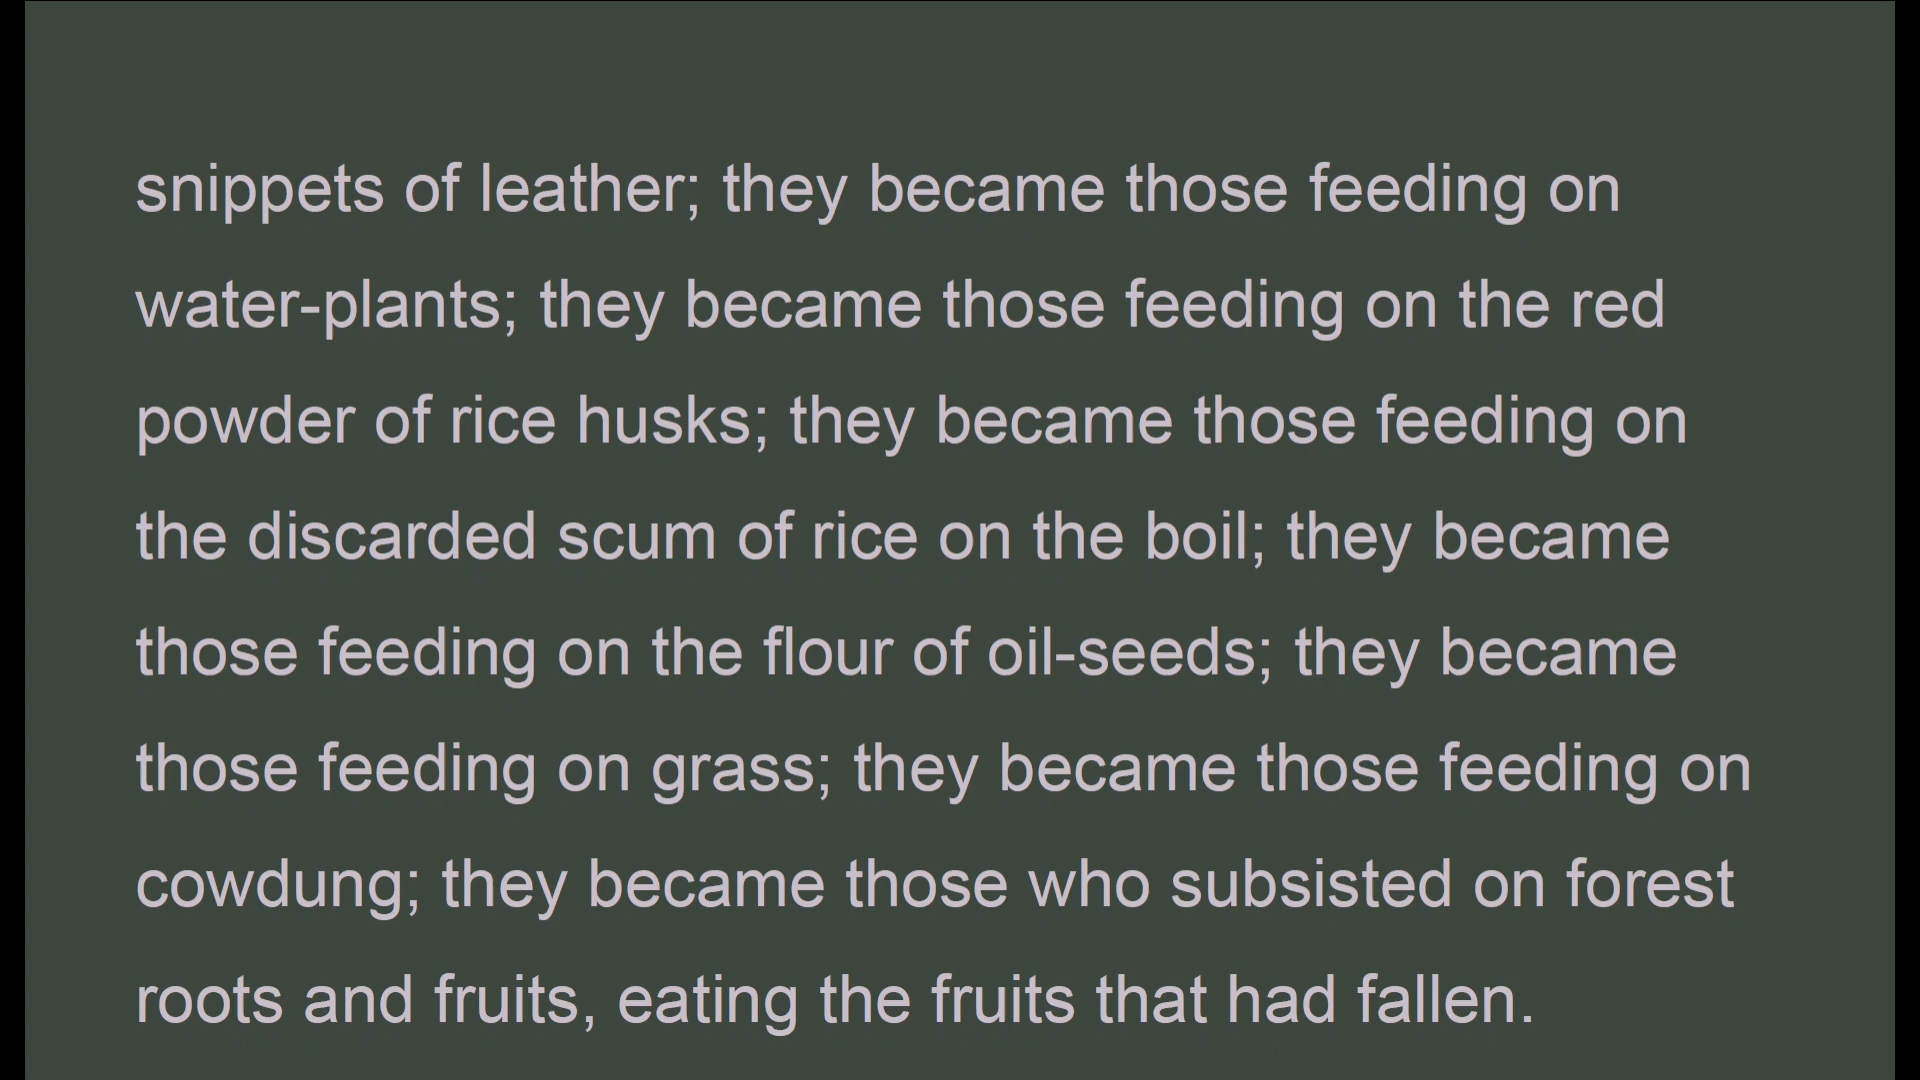 snippets of leather; they became those feeding on
water-plants; they became those feeding on the red
powder of rice husks; they became those feeding on
the discarded scum of rice on the boil; they became
those feeding on the flour of oil-seeds; they became
those feeding on grass; they became those feeding on
cowdung; they became those who subsisted on forest
roots and fruits, eating the fruits that had fallen.